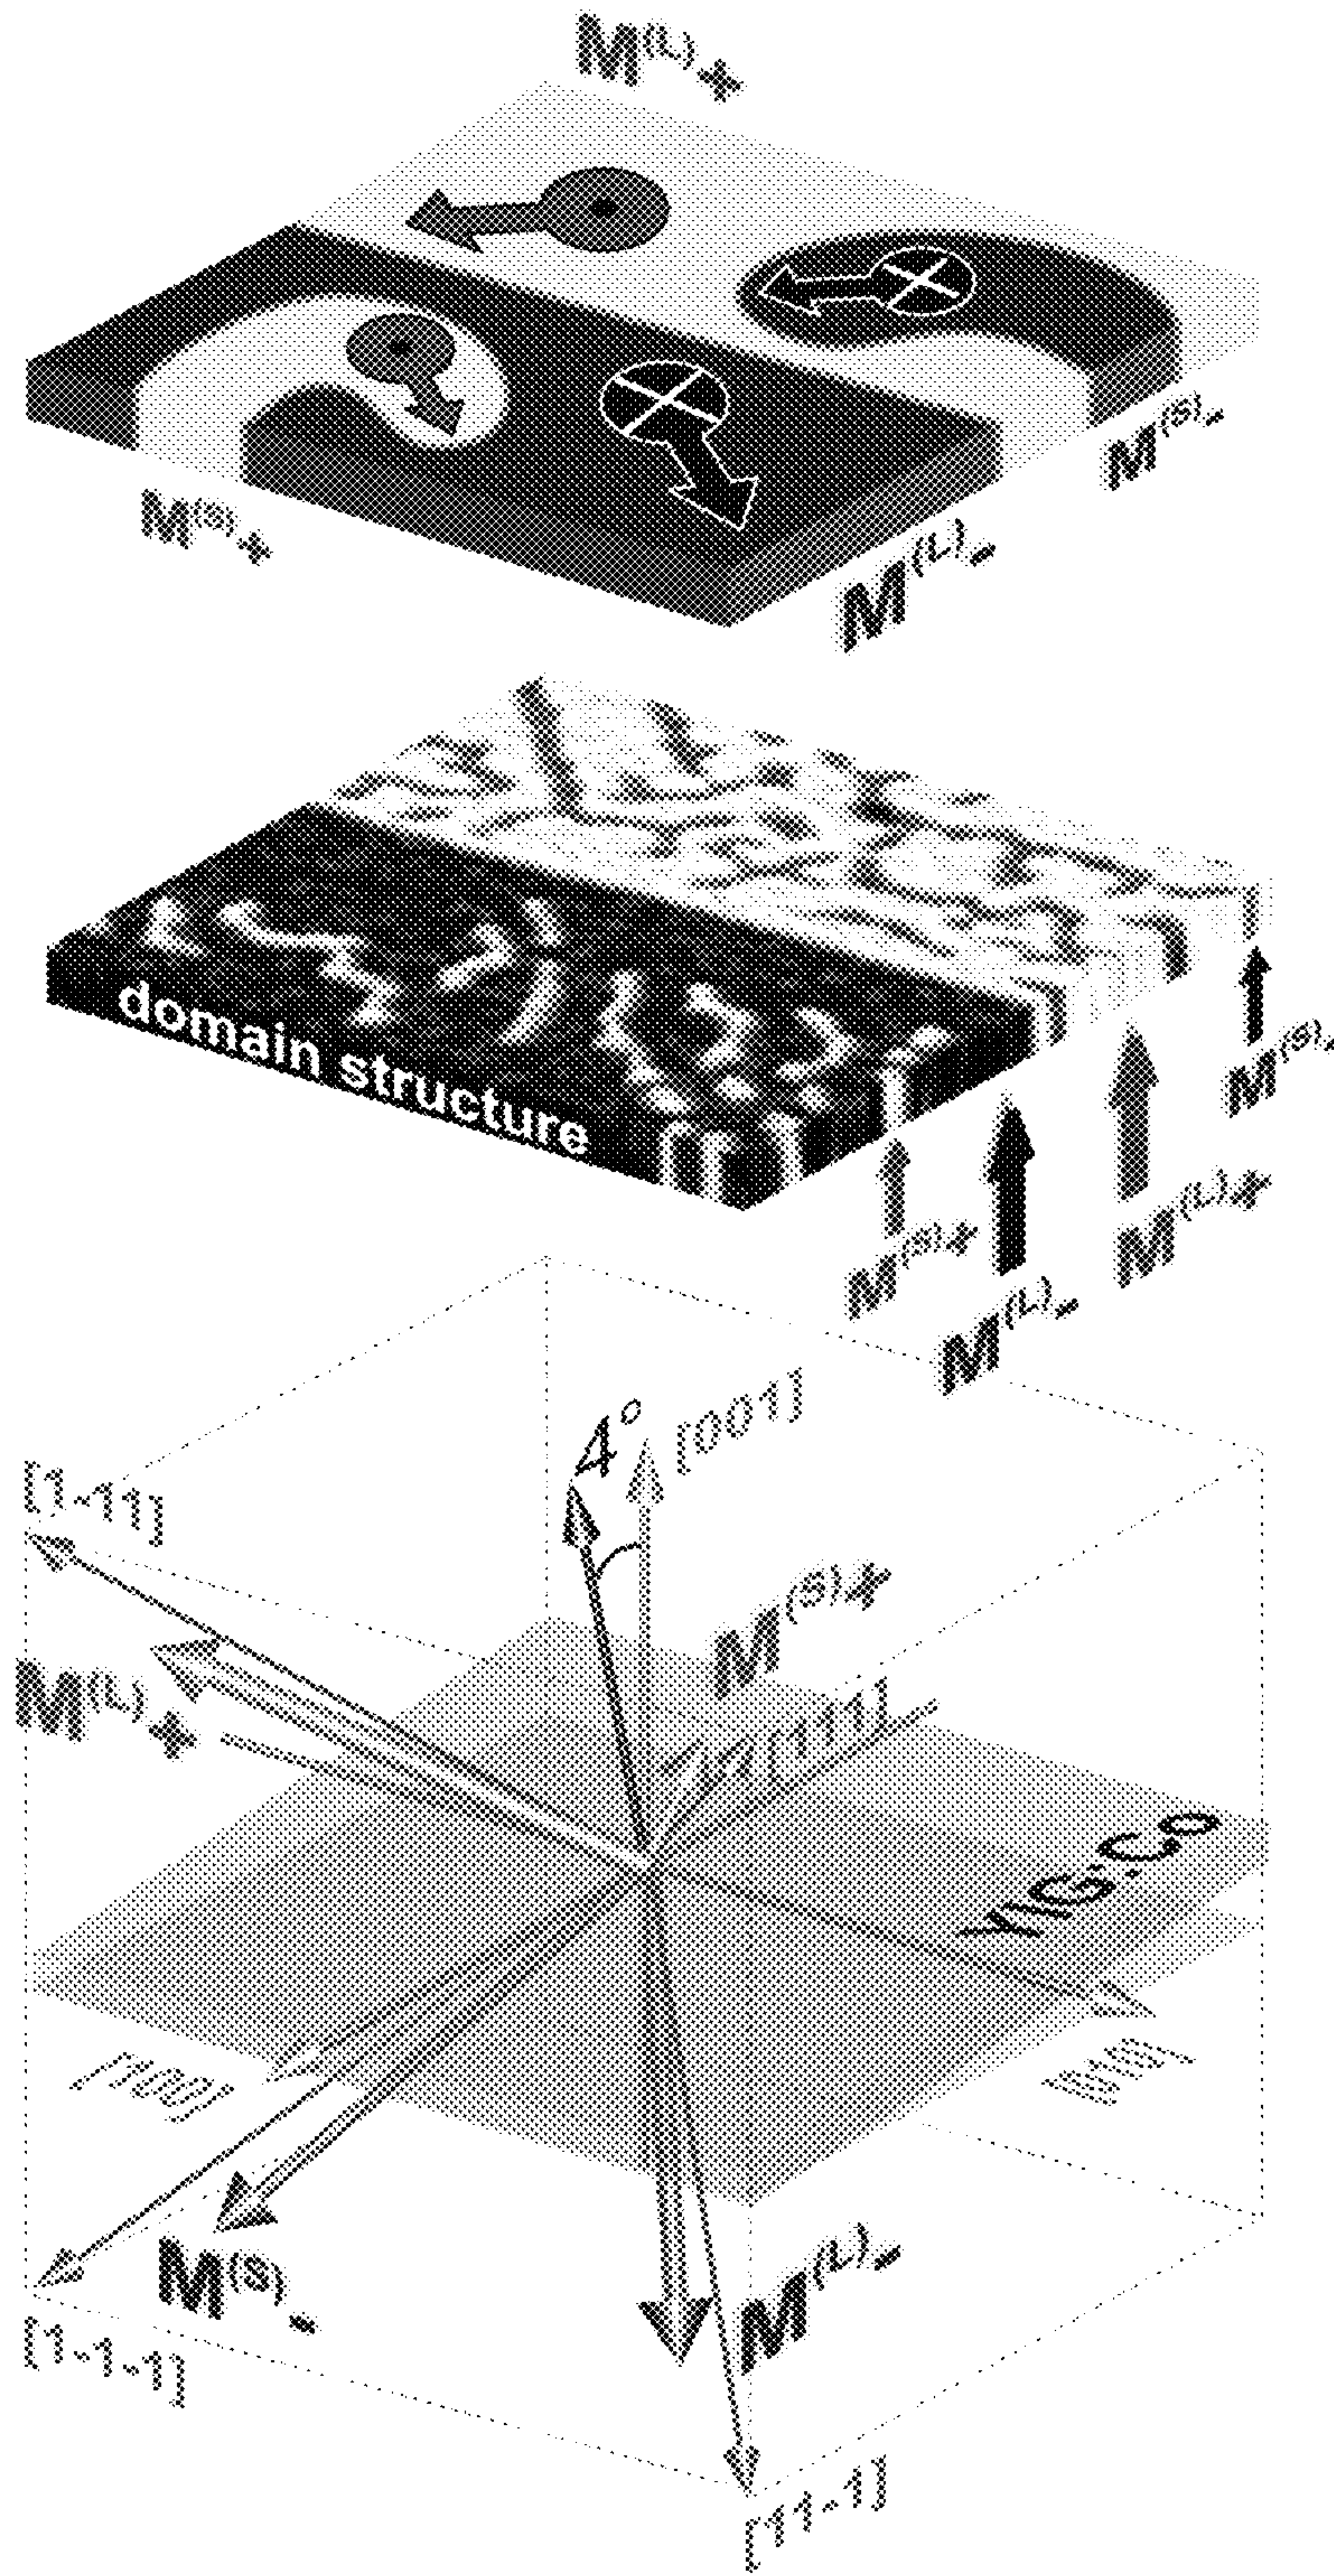 M(L)+
M(S)-
M(S)+
M(L)-
domain structure
M(S)-
M(L)+
M(S)+
M(L)-
4°
[001]
[1-11]
M(S)+
M(L)+
[111]
YIG:Co
[100]
[010]
M(S)-
M(L)-
[1-1-1]
[11-1]